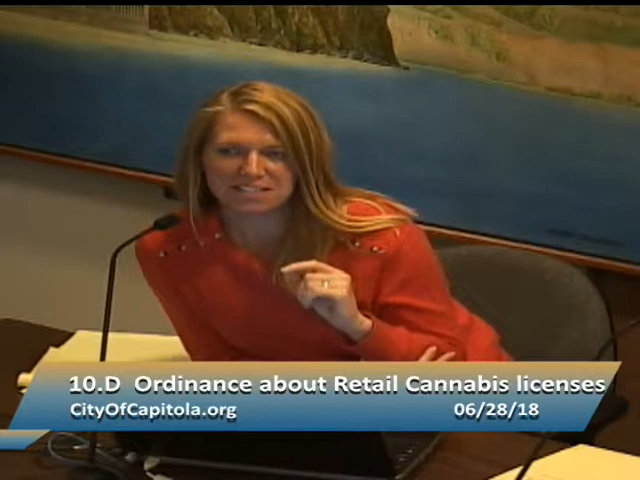 10.D Ordinance about Retail Cannabis licenses
CityOfCapitola.org 06/28/18